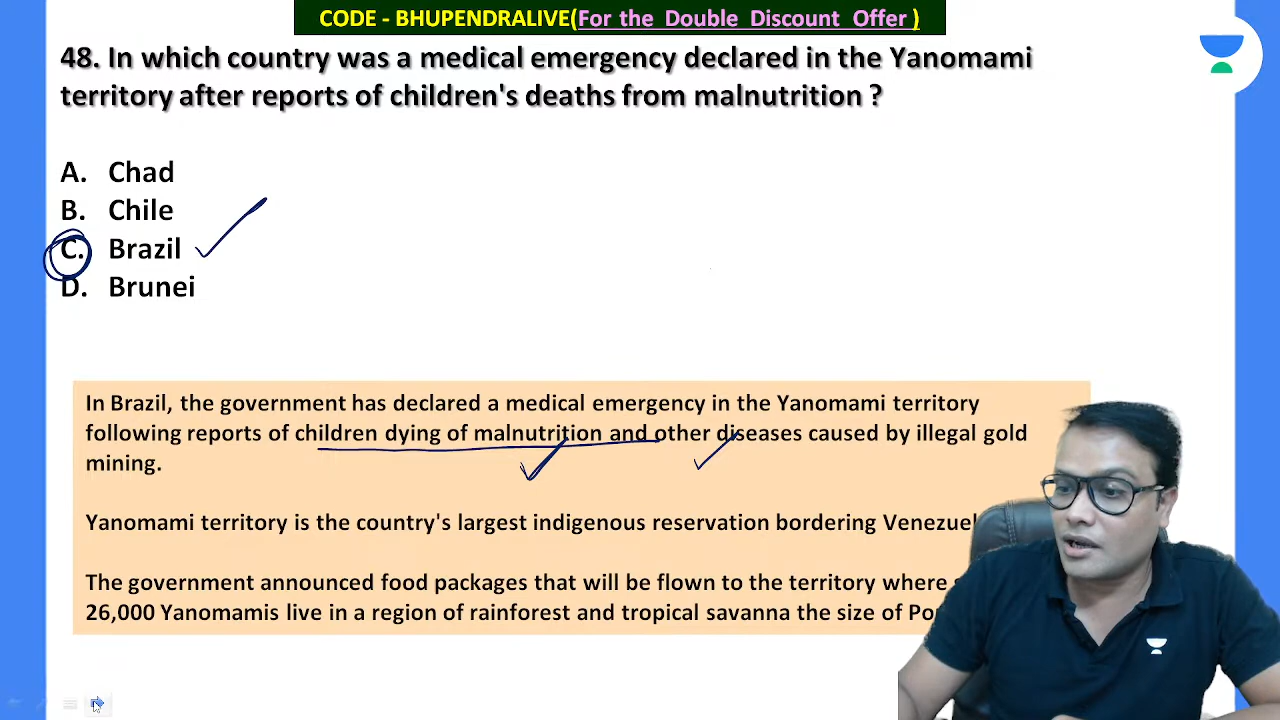 CODE - BHUPENDRALIVE(For the Double Discount Offer )
48. In which country was a medical emergency declared in the Yanomami
territory after reports of children's deaths from malnutrition ?
A. Chad
B. Chile
C. Brazil
D. Brunei
In Brazil, the government has declared a medical emergency in the Yanomami territory
following reports of children dying of malnutrition and other diseases caused by illegal gold
mining.
Yanomami territory is the country's largest indigenous reservation bordering
The government announced food packages that will be flown to the territory where
26,000 Yanomamis live in a region of rainforest and tropical savanna the size of